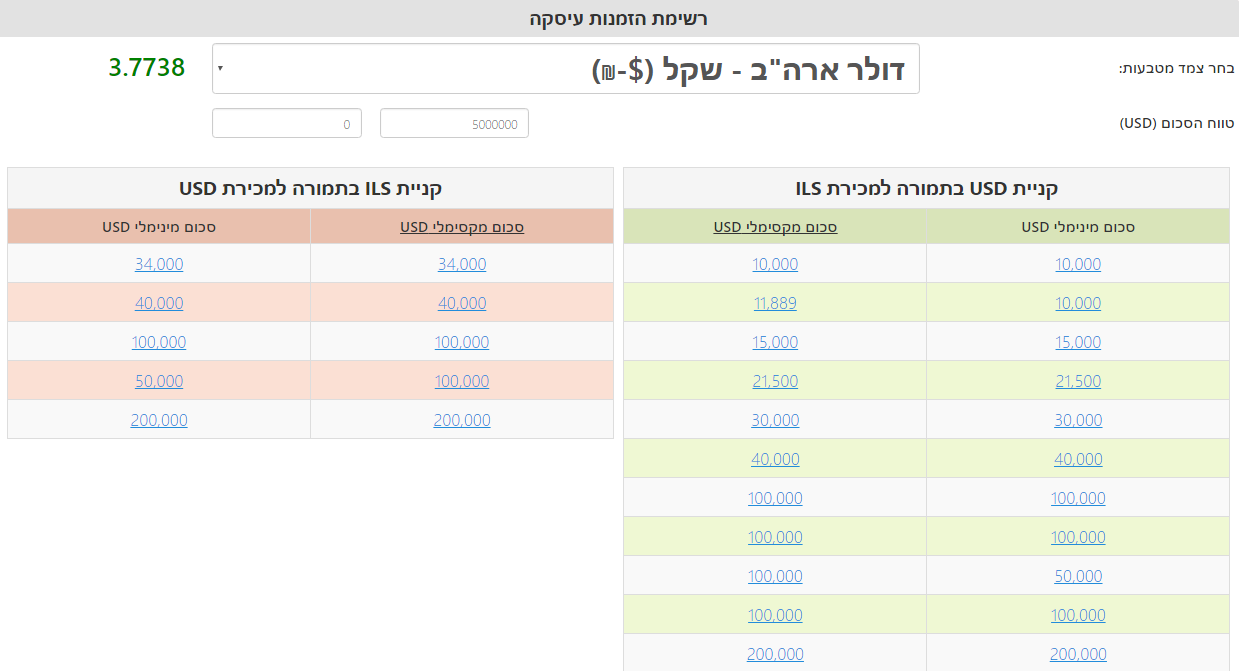 רשימת הזמנות עיסקה
בחר צמד מטבעות: דולר ארה"ב - שקל ($-₪) 3.7738
טווח הסכום (USD) 5000000 0
קניית USD בתמורה למכירת ILS
סכום מינימלי USD סכום מקסימלי USD
10,000 10,000
10,000 11,889
15,000 15,000
21,500 21,500
30,000 30,000
40,000 40,000
100,000 100,000
100,000 100,000
50,000 100,000
100,000 100,000
200,000 200,000
קניית ILS בתמורה למכירת USD
סכום מקסימלי USD סכום מינימלי USD
34,000 34,000
40,000 40,000
100,000 100,000
100,000 50,000
200,000 200,000